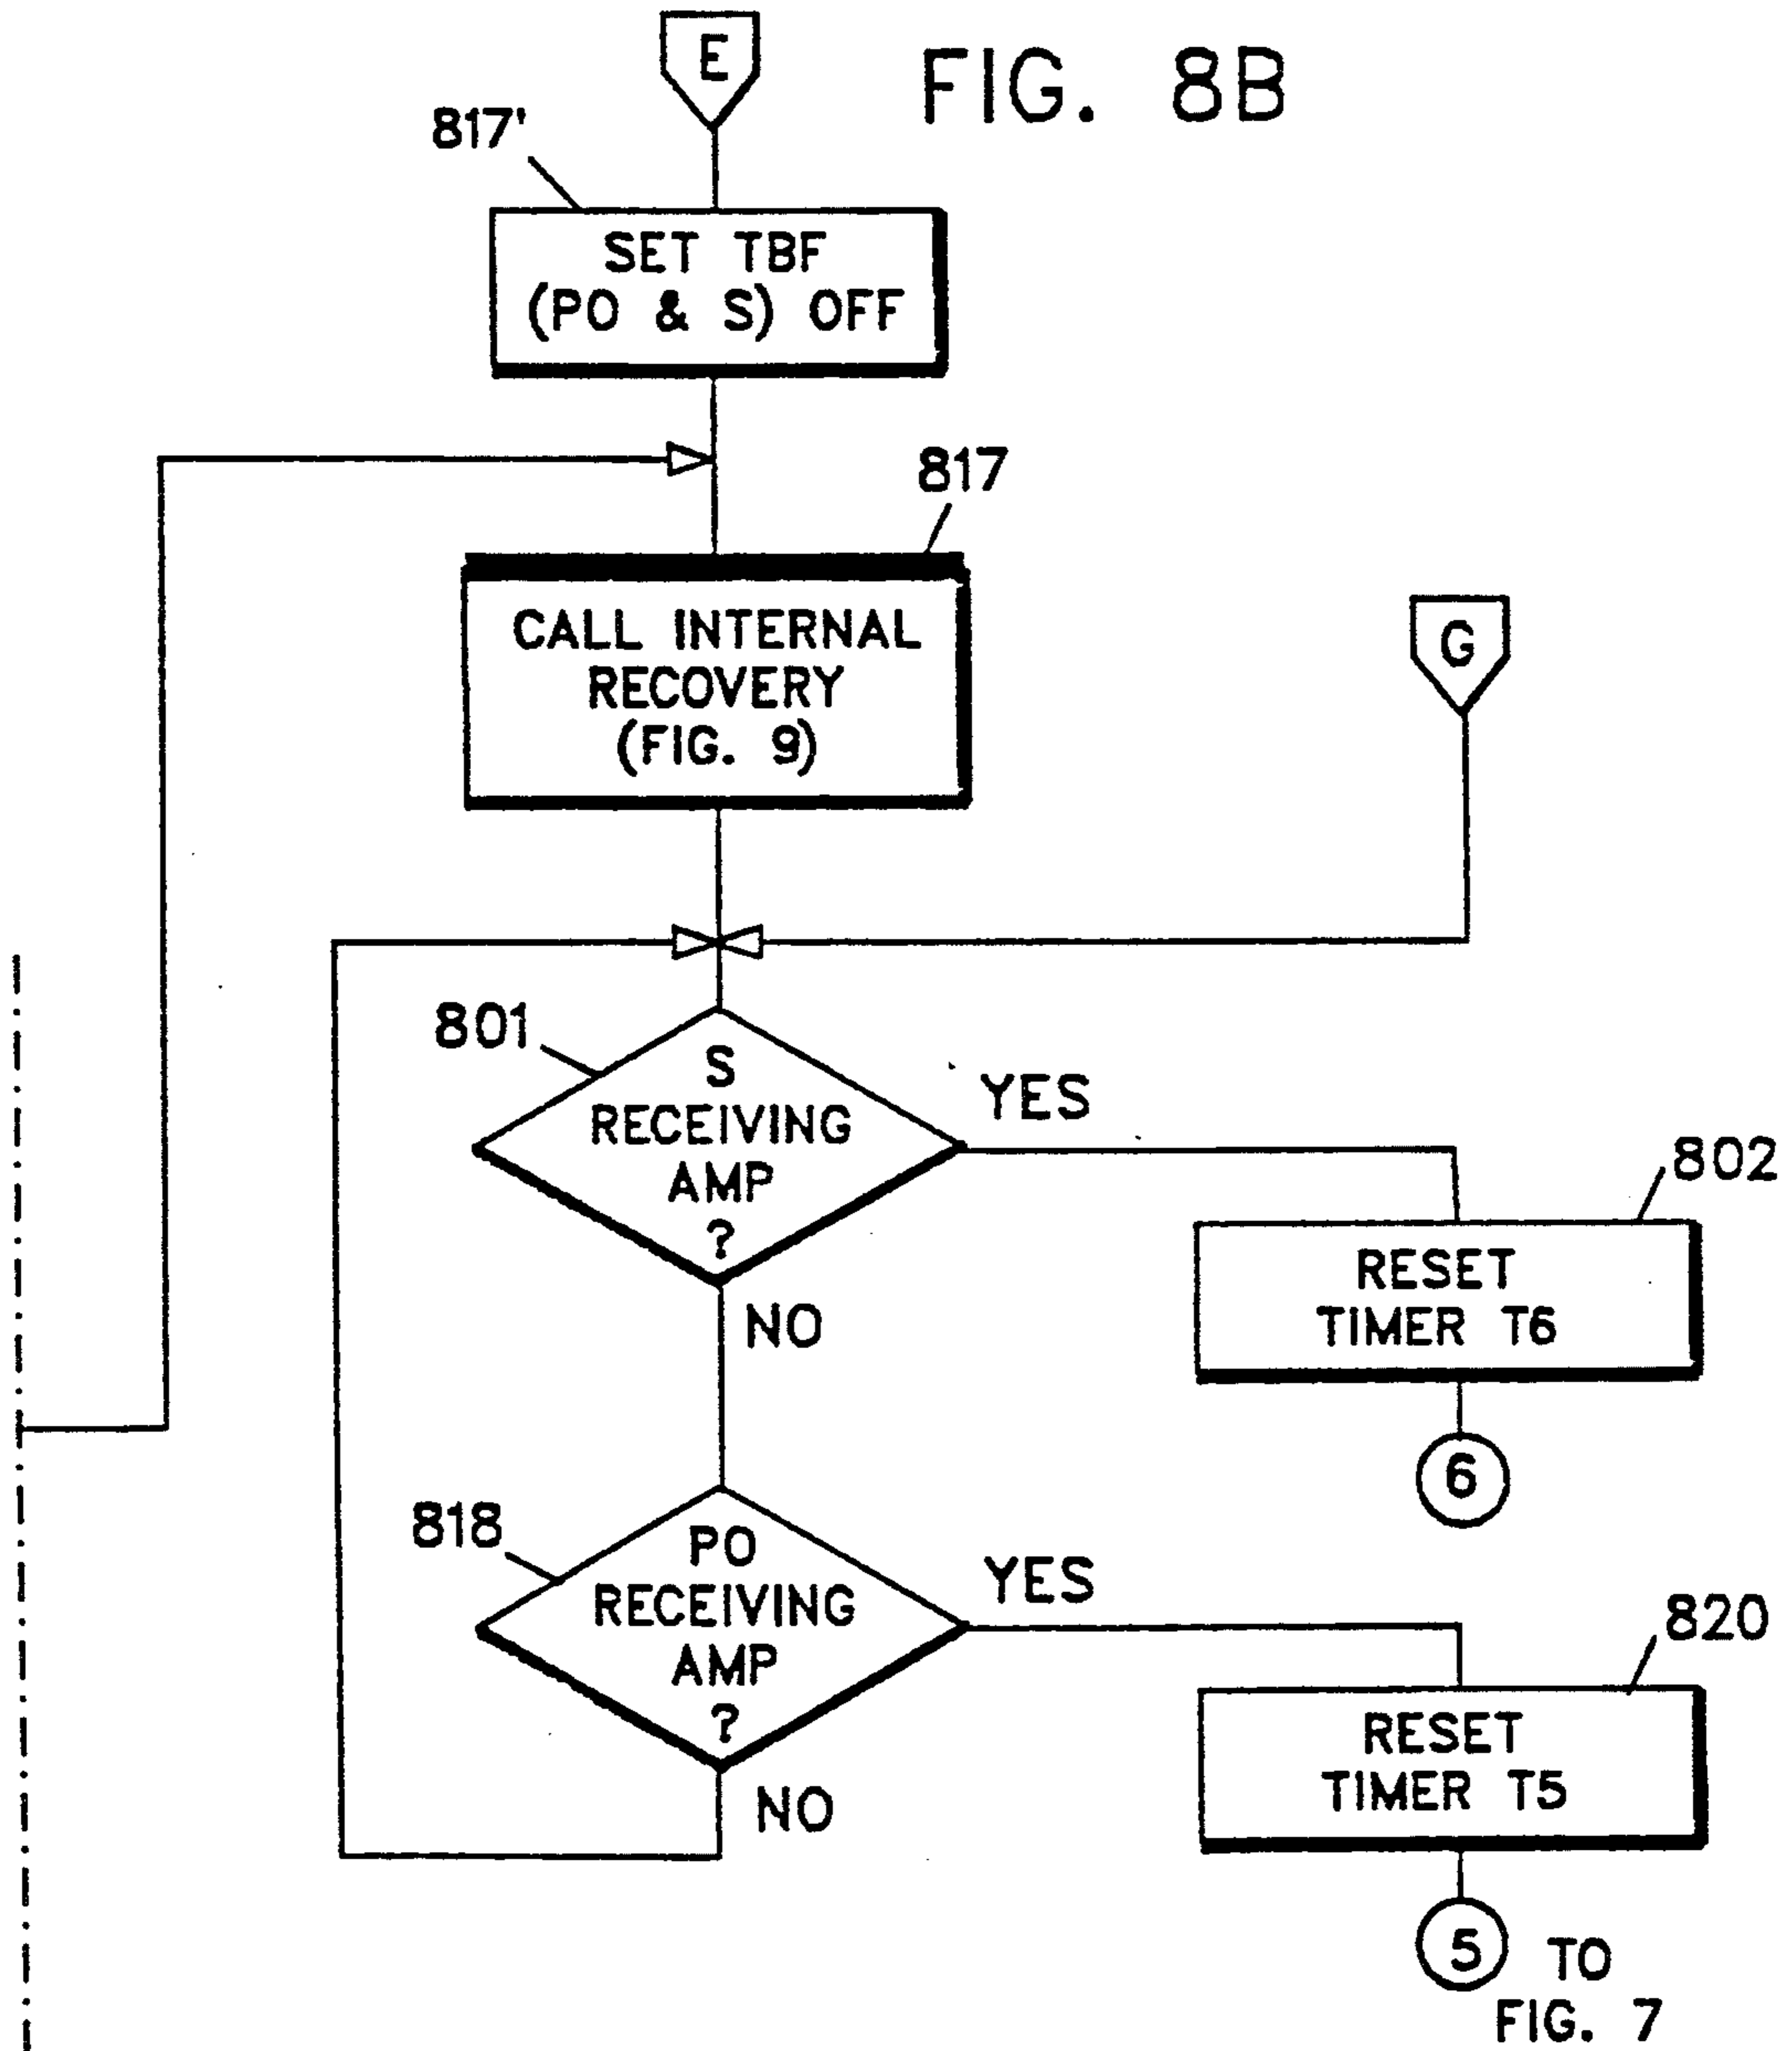 E
FIG. 8B
817'
SET TBF
(PO & S) OFF
817
CALL INTERNAL
RECOVERY
(FIG. 9)
G
801
S
RECEIVING
AMP
?
YES
802
RESET
TIMER T6
NO
6
818
PO
RECEIVING
AMP
?
YES
820
RESET
TIMER T5
NO
5
TO
FIG. 7